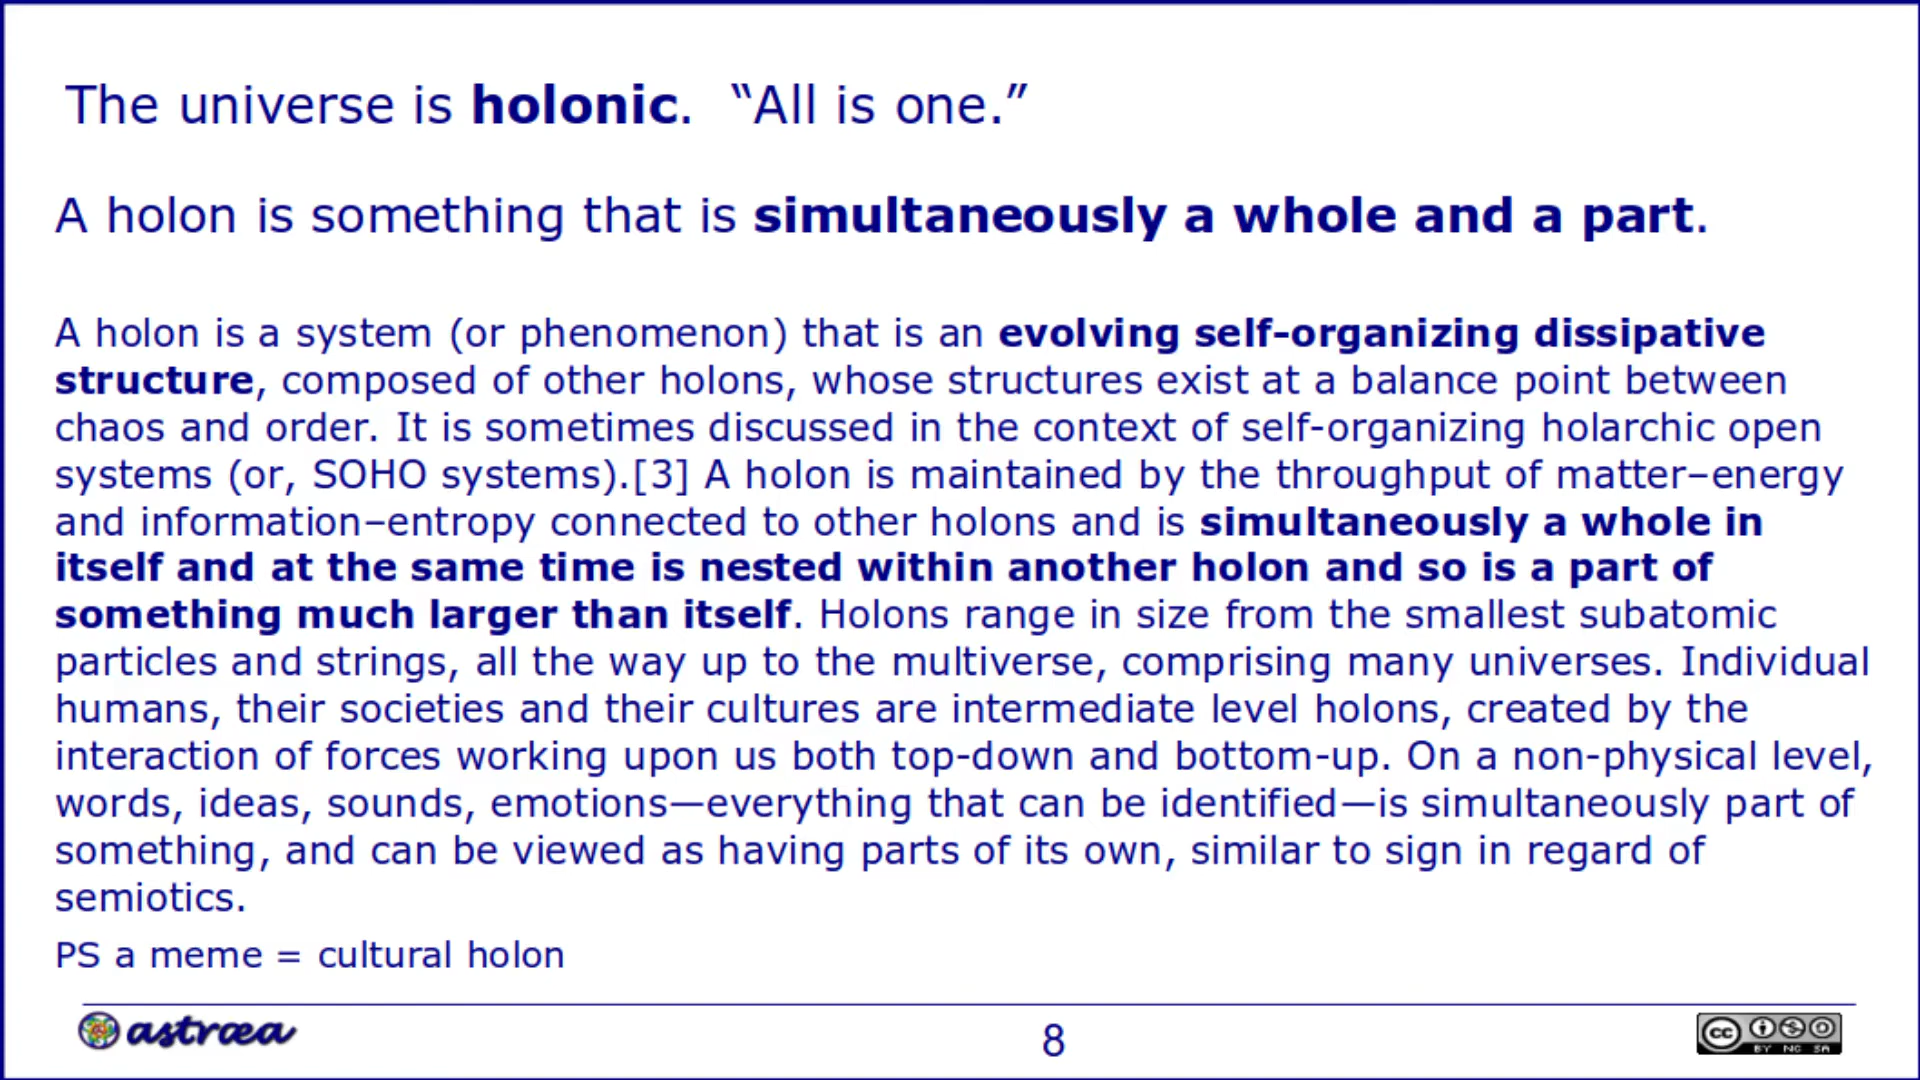 The universe is holonic.  “All is one.”
A holon is something that is simultaneously a whole and a part.
A holon is a system (or phenomenon) that is an evolving self-organizing dissipative
structure, composed of other holons, whose structures exist at a balance point between
chaos and order. It is sometimes discussed in the context of self-organizing holarchic open
systems (or, SOHO systems).[3] A holon is maintained by the throughput of matter–energy
and information–entropy connected to other holons and is simultaneously a whole in
itself and at the same time is nested within another holon and so is a part of
something much larger than itself. Holons range in size from the smallest subatomic
particles and strings, all the way up to the multiverse, comprising many universes. Individual
humans, their societies and their cultures are intermediate level holons, created by the
interaction of forces working upon us both top-down and bottom-up. On a non-physical level,
words, ideas, sounds, emotions—everything that can be identified—is simultaneously part of
something, and can be viewed as having parts of its own, similar to sign in regard of
semiotics.
PS a meme = cultural holon
astræa
8
cc
BY NC SA